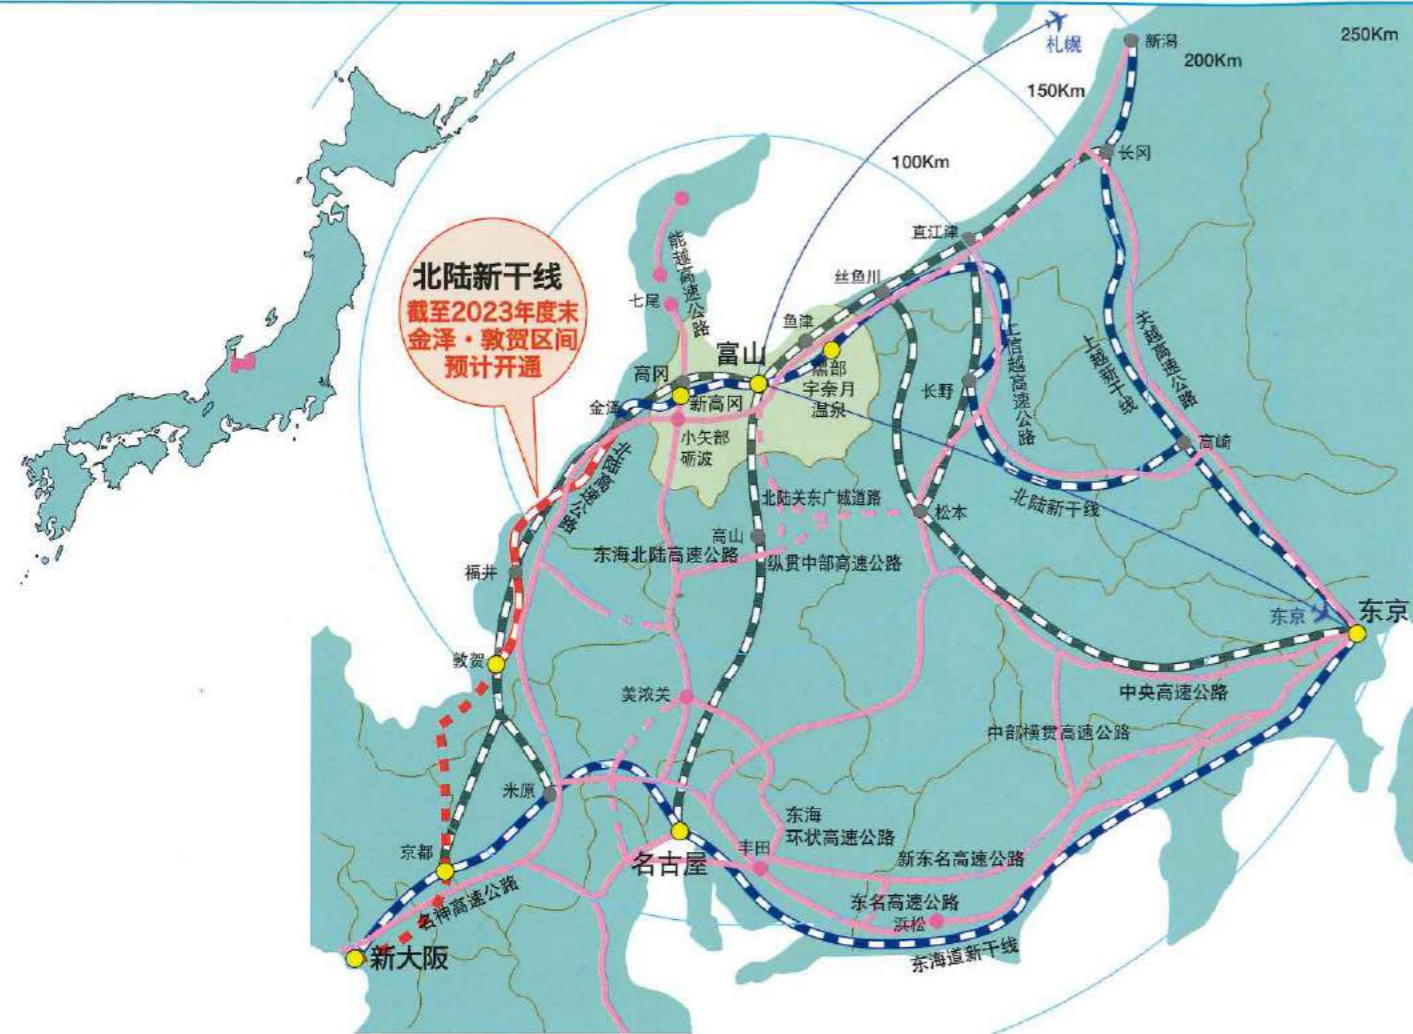 250Km
新潟
札幌
200Km
150Km
长冈
100Km
直江津
能越高速公路
丝鱼川
北陆新干线
截至2023年度末
金泽・敦贺区间
预计开通
七尾
鱼津
富山
上信越高速公路
上越新干线
关越高速公路
高冈
黑部
宇奈月
温泉
长野
金泽
新高冈
小矢部
砺波
高崎
北陆高速公路
北陆关东广域道路
北陆新干线
松本
高山
东海北陆高速公路
纵贯中部高速公路
福井
东京
东京
敦贺
美浓关
中央高速公路
中部横贯高速公路
米原
东海
环状高速公路
京都
丰田
名古屋
新东名高速公路
名神高速公路
东名高速公路
浜松
新大阪
东海道新干线